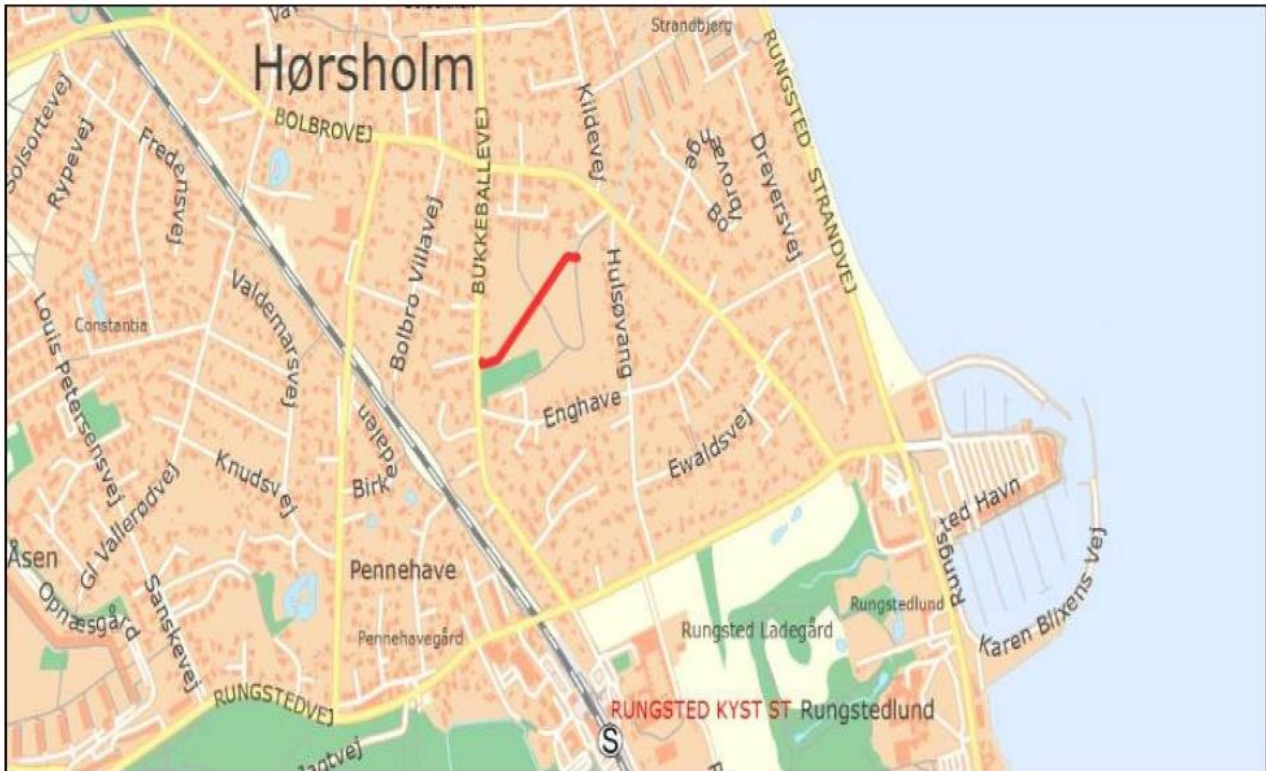 Strandbjerg
Hørsholm
RUNGSTED STRANDVEJ
Solsortevej
Rypevej
Fredensvej
BOLBROVEJ
BUKKEBALLEVEJ
Kildevej
Dreyersvej
Bolbro Villavej
Hulsøvang
Valdemarsvej
Constantia
Louis Petersensvej
Enghave
Ewaldsvej
Knudsvej
Birkedalen
Gl Vallerødvej
Rungsted Havn
Åsen
Pennehave
Opnæsgård
Sanskevej
Rungstedlund
Karen Blixens Vej
Pennehavegård
Rungsted Ladegård
RUNGSTEDVEJ
RUNGSTED KYST ST
Rungstedlund
S